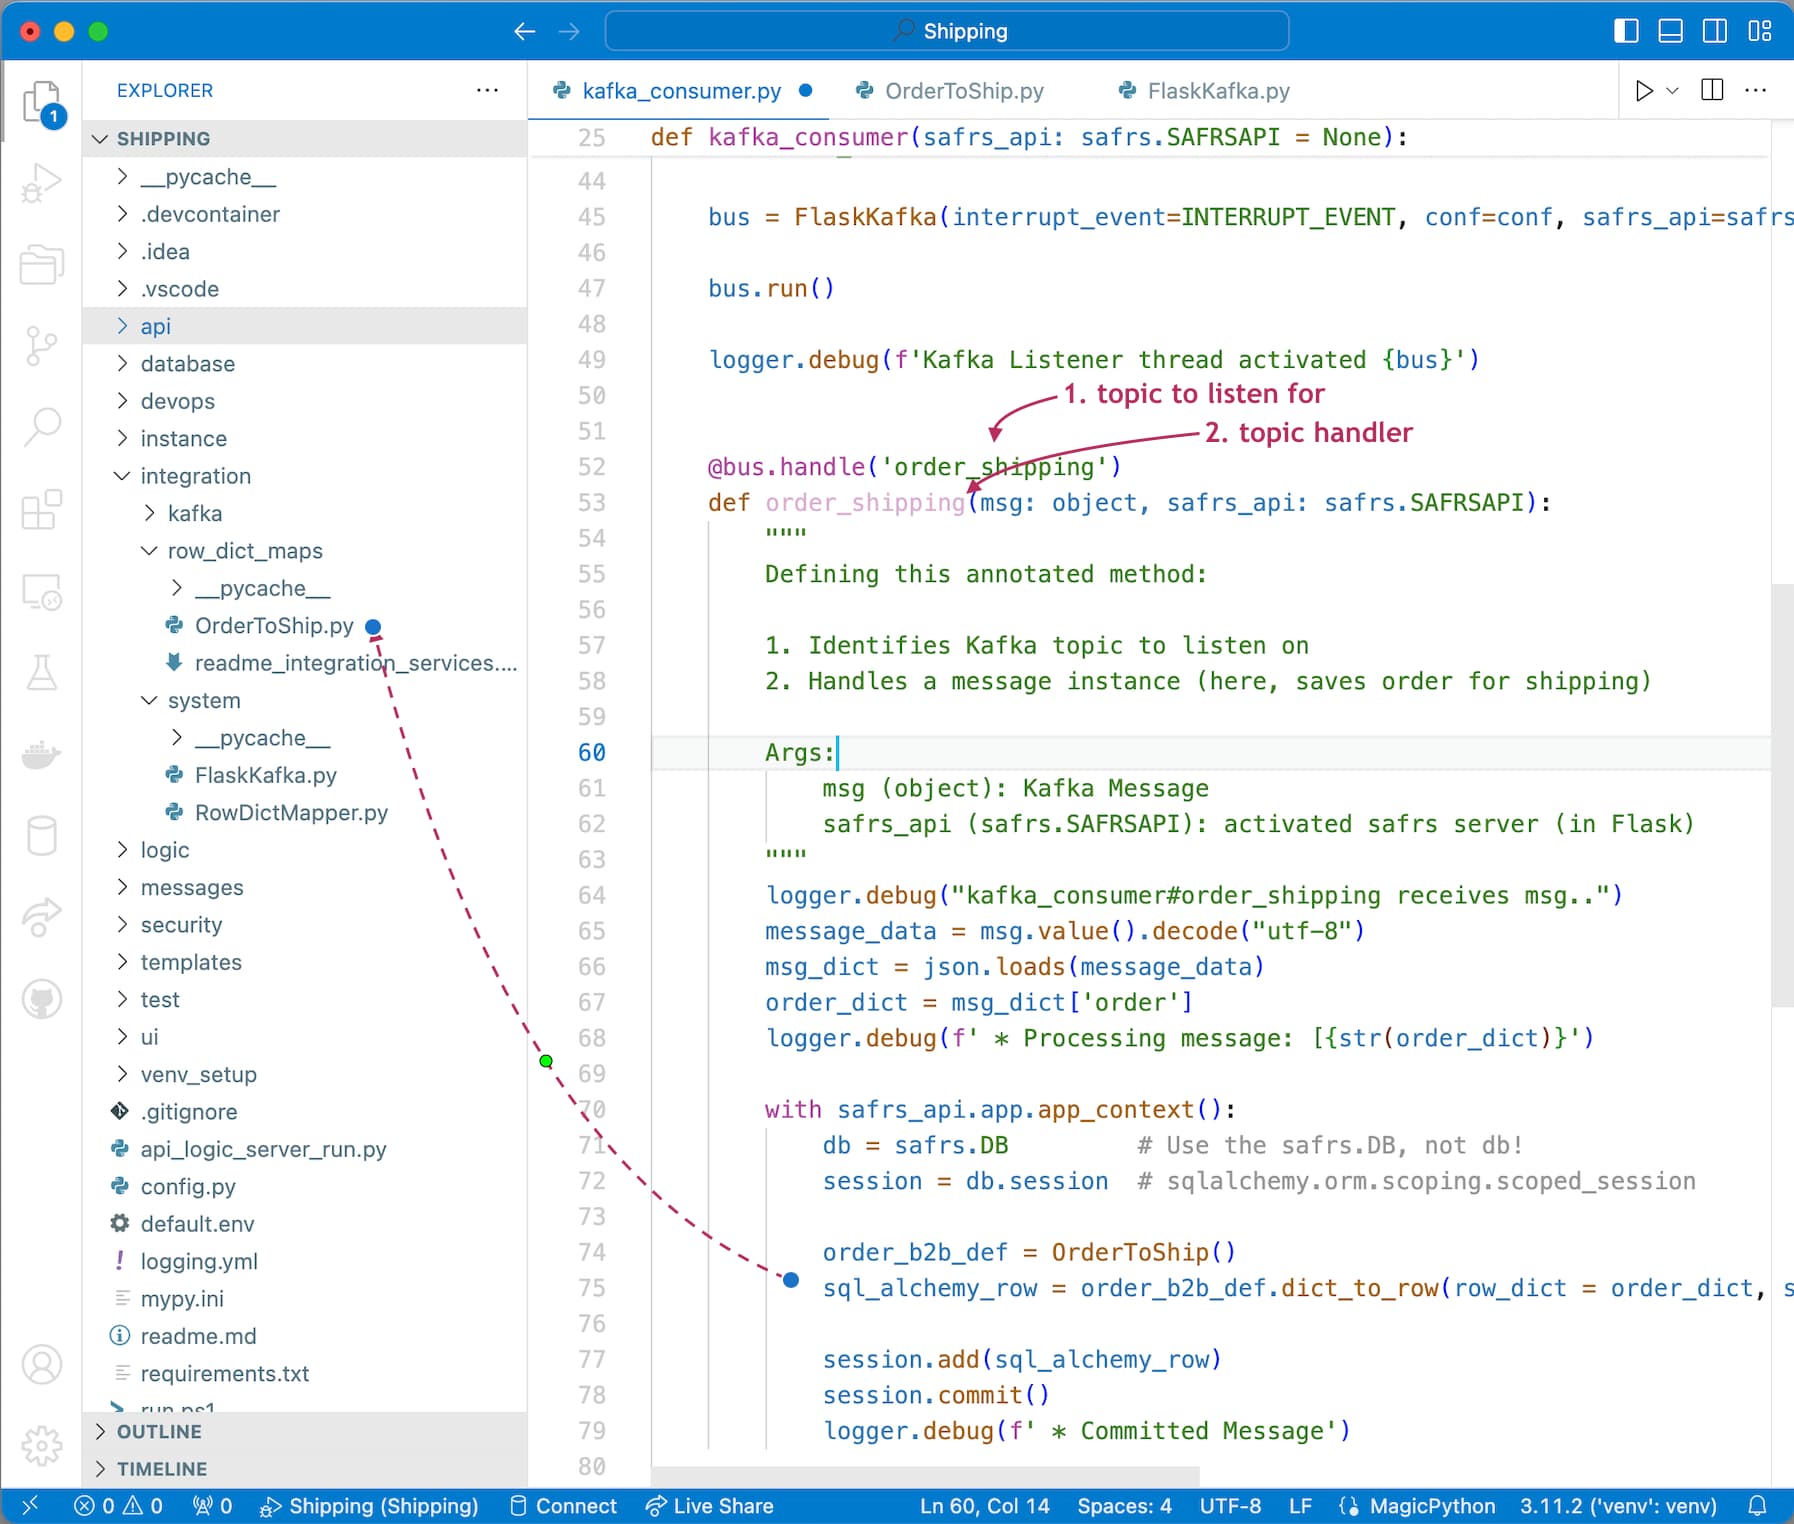 Shipping
1
EXPLORER
SHIPPING
__pycache__
.devcontainer
.idea
.vscode
api
database
devops
instance
integration
kafka
row_dict_maps
__pycache__
OrderToShip.py
readme_integration_services....
system
__pycache__
FlaskKafka.py
RowDictMapper.py
logic
messages
security
templates
test
ui
venv_setup
.gitignore
api_logic_server_run.py
config.py
default.env
logging.yml
mypy.ini
readme.md
requirements.txt
run.ps1
OUTLINE
TIMELINE
kafka_consumer.py OrderToShip.py FlaskKafka.py
25 def kafka_consumer(safrs_api: safrs.SAFRSAPI = None):
44
45 bus = FlaskKafka(interrupt_event=INTERRUPT_EVENT, conf=conf, safrs_api=safrs
46
47 bus.run()
48
49 logger.debug(f'Kafka Listener thread activated {bus}')
50
1. topic to listen for
51
2. topic handler
52 @bus.handle('order_shipping')
53 def order_shipping(msg: object, safrs_api: safrs.SAFRSAPI):
54 """
55 Defining this annotated method:
56
57 1. Identifies Kafka topic to listen on
58 2. Handles a message instance (here, saves order for shipping)
59
60 Args:
61 msg (object): Kafka Message
62 safrs_api (safrs.SAFRSAPI): activated safrs server (in Flask)
63 """
64 logger.debug("kafka_consumer#order_shipping receives msg..")
65 message_data = msg.value().decode("utf-8")
66 msg_dict = json.loads(message_data)
67 order_dict = msg_dict['order']
68 logger.debug(f' * Processing message: [{str(order_dict)}')
69
70 with safrs_api.app.app_context():
71 db = safrs.DB # Use the safrs.DB, not db!
72 session = db.session # sqlalchemy.orm.scoping.scoped_session
73
74 order_b2b_def = OrderToShip()
75 sql_alchemy_row = order_b2b_def.dict_to_row(row_dict = order_dict, s
76
77 session.add(sql_alchemy_row)
78 session.commit()
79 logger.debug(f' * Committed Message')
80
0 0 0 Shipping (Shipping) Connect Live Share Ln 60, Col 14 Spaces: 4 UTF-8 LF MagicPython 3.11.2 ('venv': venv)